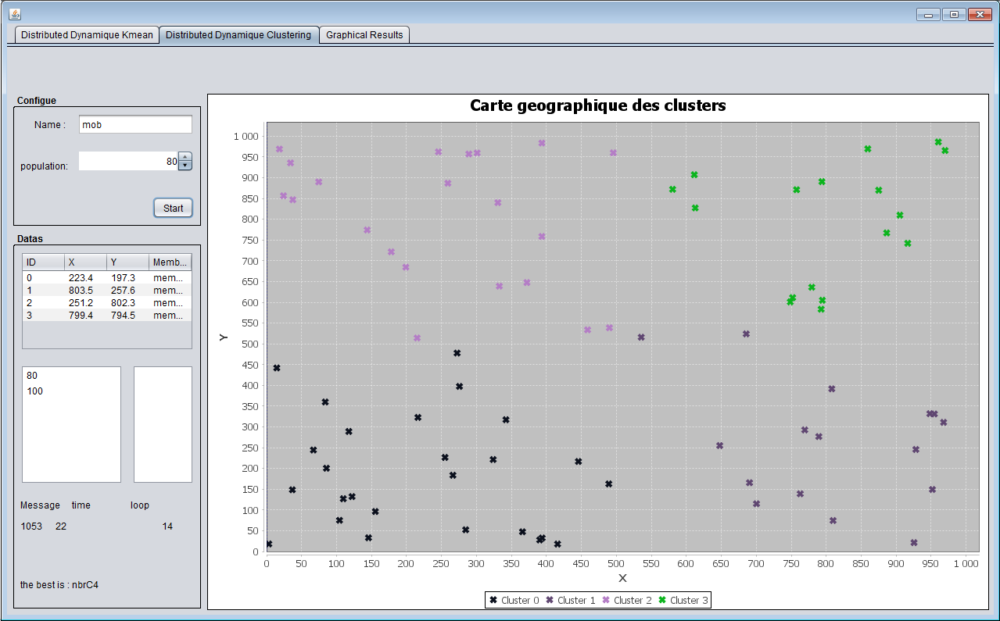 Distributed Dynamique Kmean Distributed Dynamique Clustering Graphical Results
Configue
Name : mob
population: 80
Start
Datas
ID X Y Memb...
0 223.4 197.3 mem...
1 803.5 257.6 mem...
2 251.2 802.3 mem...
3 799.4 794.5 mem...
80
100
Message time loop
1053 22 14
the best is : nbrC4
Carte geographique des clusters
Y
1 000
950
900
850
800
750
700
650
600
550
500
450
400
350
300
250
200
150
100
50
0
0 50 100 150 200 250 300 350 400 450 500 550 600 650 700 750 800 850 900 950 1 000
X
Cluster 0 Cluster 1 Cluster 2 Cluster 3